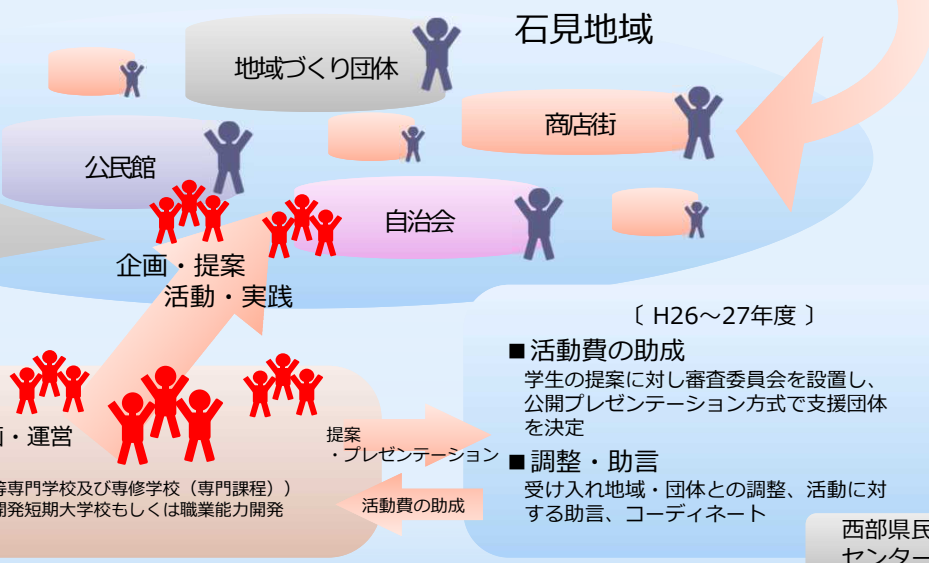 石見地域
地域づくり団体
商店街
公民館
自治会
企画・提案
活動・実践
〔 H26～27年度 〕
■活動費の助成
学生の提案に対し審査委員会を設置し、
公開プレゼンテーション方式で支援団体
を決定
■調整・助言
受け入れ地域・団体との調整、活動に対
する助言、コーディネート
・運営
提案
・プレゼンテーション
活動費の助成
等専門学校及び専修学校（専門課程））
開発短期大学校もしくは職業能力開発
西部県民
センター